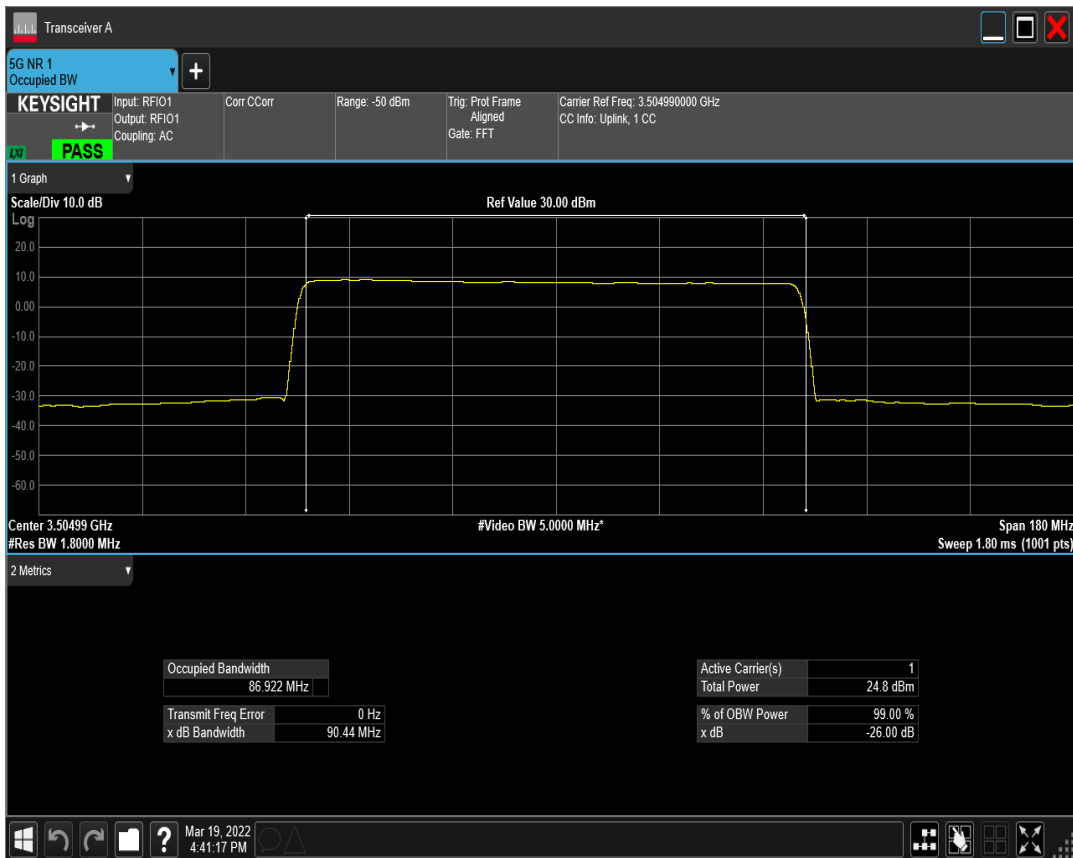 Transceiver A
5G NR 1
Occupied BW
+
KEYSIGHT
LXI
PASS
Input: RFIO1
Output: RFIO1
Coupling: AC
Corr CCorr
Range: -50 dBm
Trig: Prot Frame
Aligned
Gate: FFT
Carrier Ref Freq: 3.504990000 GHz
CC Info: Uplink, 1 CC
1 Graph
Scale/Div 10.0 dB
Ref Value 30.00 dBm
Log
20.0
10.0
0.00
-10.0
-20.0
-30.0
-40.0
-50.0
-60.0
Center 3.50499 GHz
#Video BW 5.0000 MHz*
Span 180 MHz
#Res BW 1.8000 MHz
Sweep 1.80 ms (1001 pts)
2 Metrics
Occupied Bandwidth
86.922 MHz
Transmit Freq Error 0 Hz
x dB Bandwidth 90.44 MHz
Active Carrier(s) 1
Total Power 24.8 dBm
% of OBW Power 99.00 %
x dB -26.00 dB
?
Mar 19, 2022
4:41:17 PM